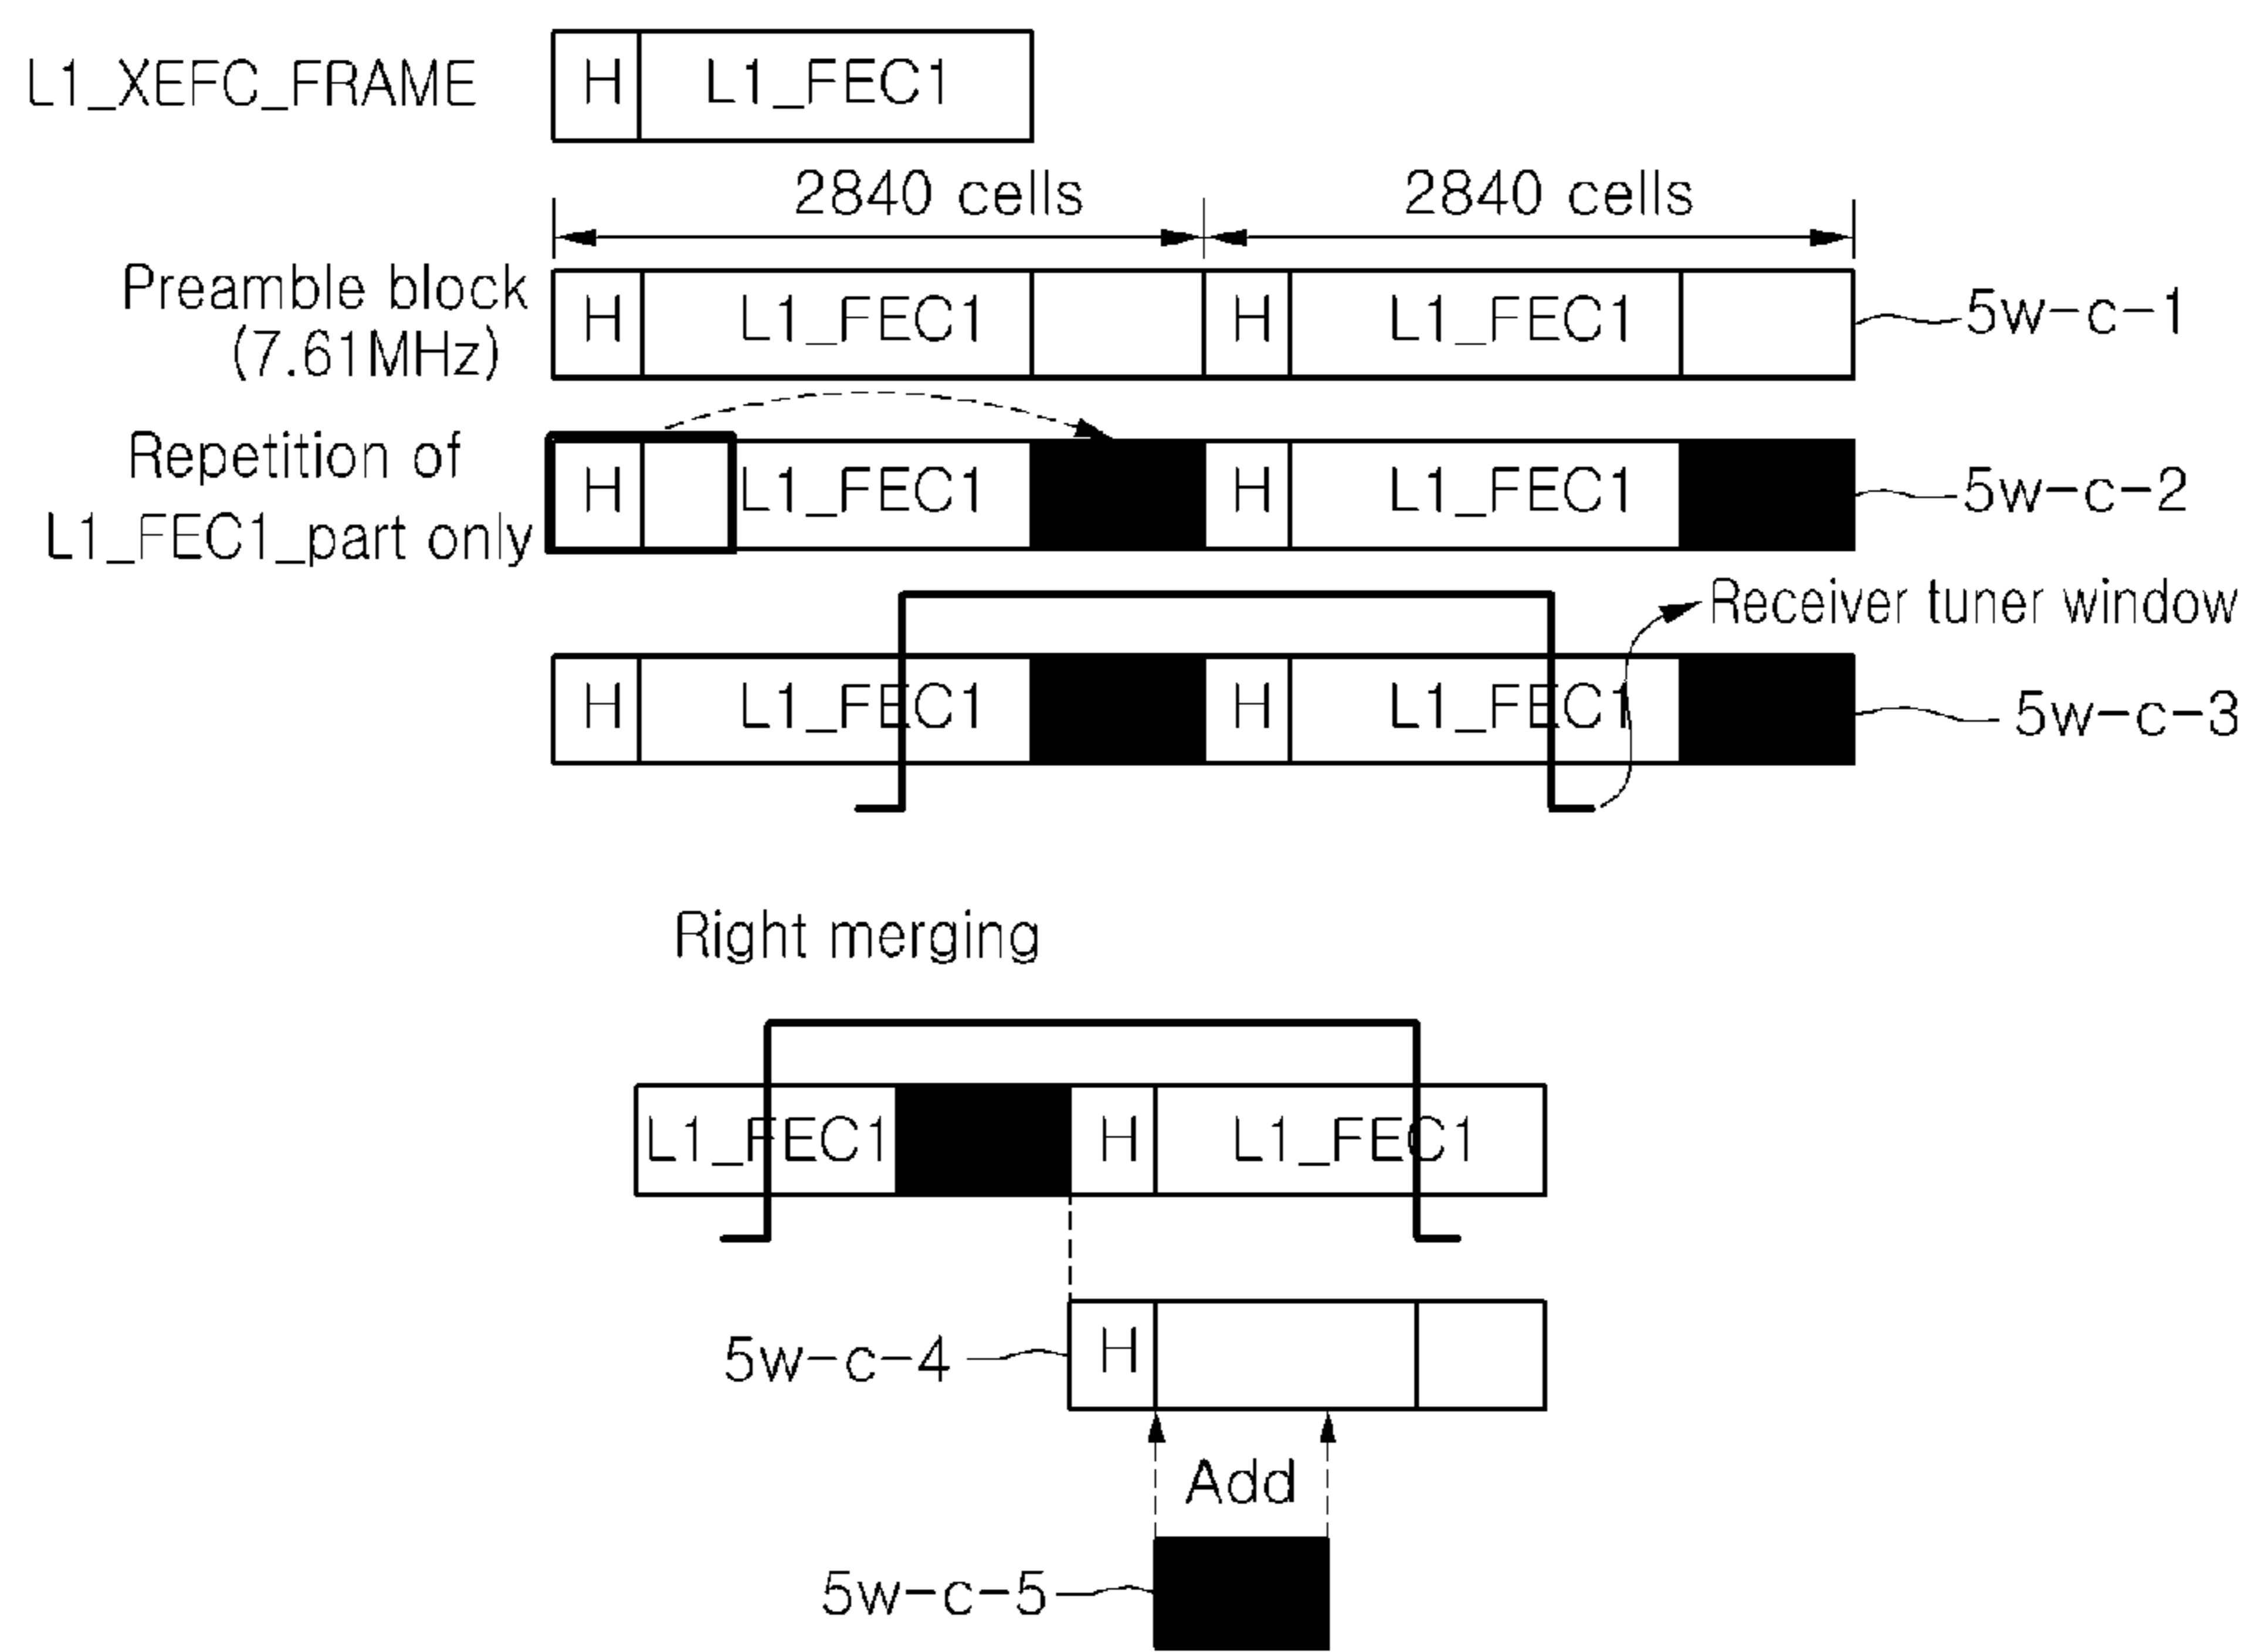 L1_XEFC_FRAME
H L1_FEC1
2840 cells 2840 cells
Preamble block
(7.61MHz)
H L1_FEC1 H L1_FEC1
5w-c-1
Repetition of
L1_FEC1_part only
H L1_FEC1 H L1_FEC1
5w-c-2
Receiver tuner window
H L1_FEC1 H L1_FEC1
5w-c-3
Right merging
L1_FEC1 H L1_FEC1
5w-c-4 H
Add
5w-c-5